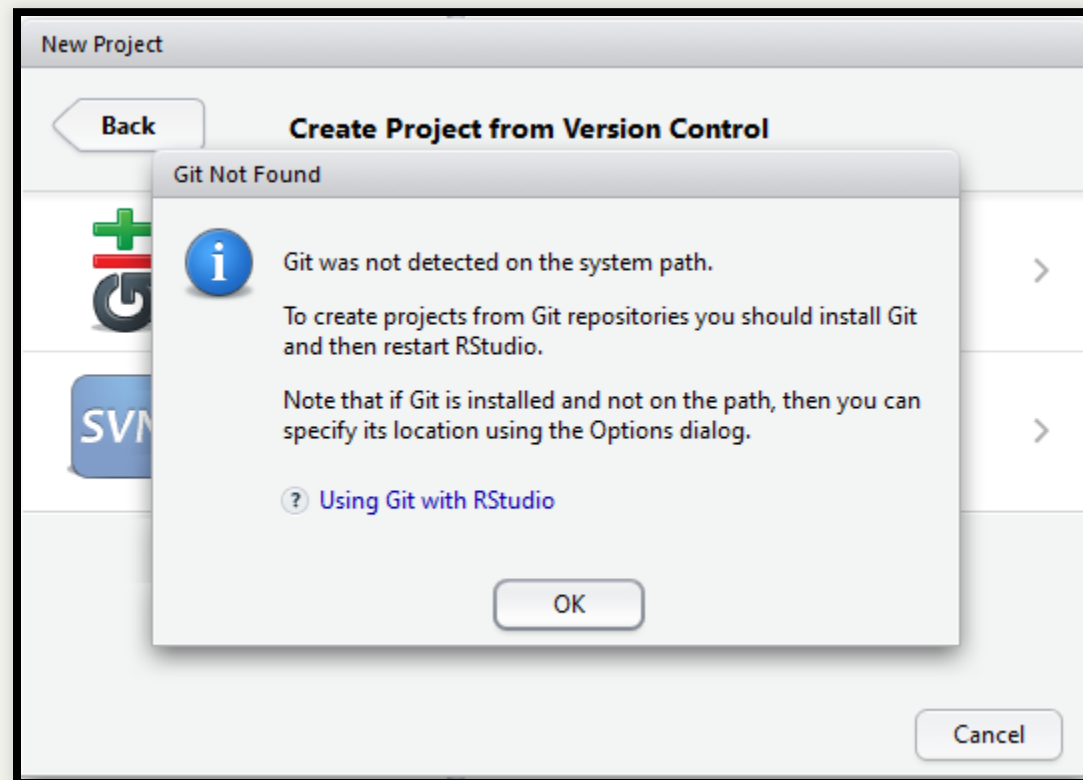 New Project
Back
Create Project from Version Control
Git Not Found
Git was not detected on the system path.
To create projects from Git repositories you should install Git
and then restart RStudio.
Note that if Git is installed and not on the path, then you can
specify its location using the Options dialog.
? Using Git with RStudio
OK
SVN
Cancel